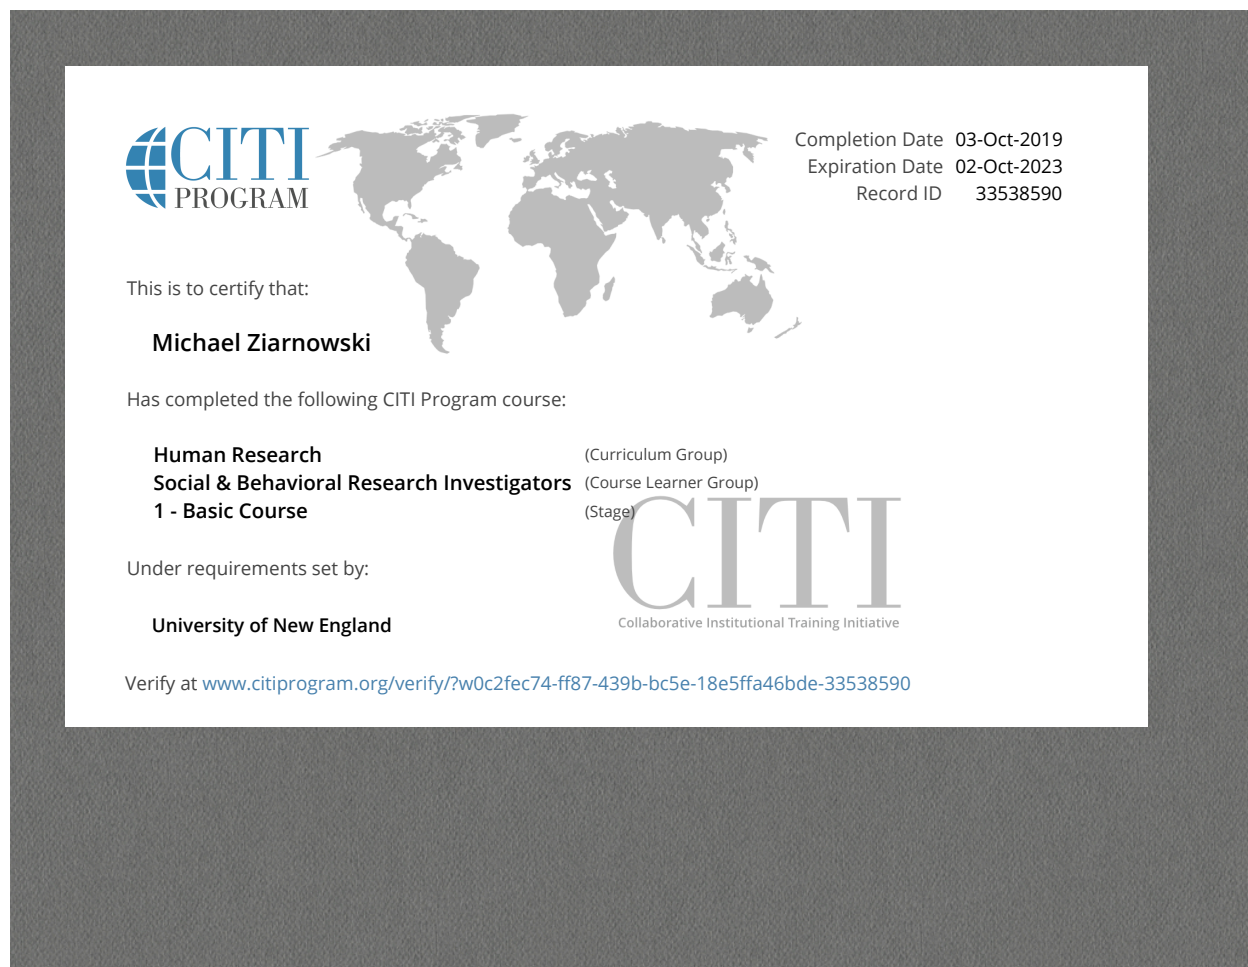 CITI
PROGRAM
Completion Date 03-Oct-2019
Expiration Date 02-Oct-2023
Record ID 33538590
This is to certify that:
Michael Ziarnowski
Has completed the following CITI Program course:
Human Research (Curriculum Group)
Social & Behavioral Research Investigators (Course Learner Group)
1 - Basic Course (Stage)
Under requirements set by:
University of New England
CITI
Collaborative Institutional Training Initiative
Verify at www.citiprogram.org/verify/?w0c2fec74-ff87-439b-bc5e-18e5ffa46bde-33538590